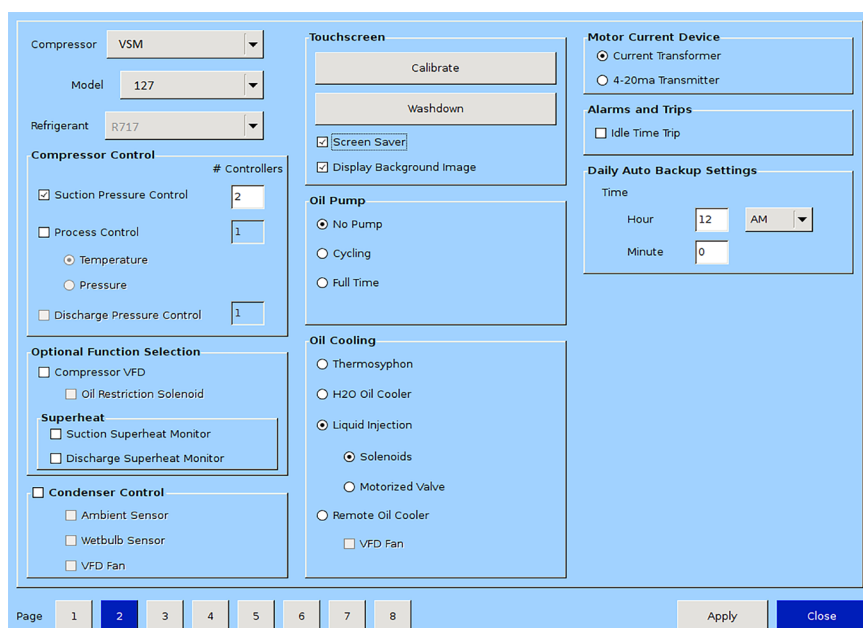 Compressor VSM
Model 127
Refrigerant R717
Compressor Control
# Controllers
Suction Pressure Control 2
Process Control 1
Temperature
Pressure
Discharge Pressure Control 1
Optional Function Selection
Compressor VFD
Oil Restriction Solenoid
Superheat
Suction Superheat Monitor
Discharge Superheat Monitor
Condenser Control
Ambient Sensor
Wetbulb Sensor
VFD Fan
Touchscreen
Calibrate
Washdown
Screen Saver
Display Background Image
Oil Pump
No Pump
Cycling
Full Time
Oil Cooling
Thermosyphon
H2O Oil Cooler
Liquid Injection
Solenoids
Motorized Valve
Remote Oil Cooler
VFD Fan
Motor Current Device
Current Transformer
4-20ma Transmitter
Alarms and Trips
Idle Time Trip
Daily Auto Backup Settings
Time
Hour 12 AM
Minute 0
Page 1 2 3 4 5 6 7 8 Apply Close